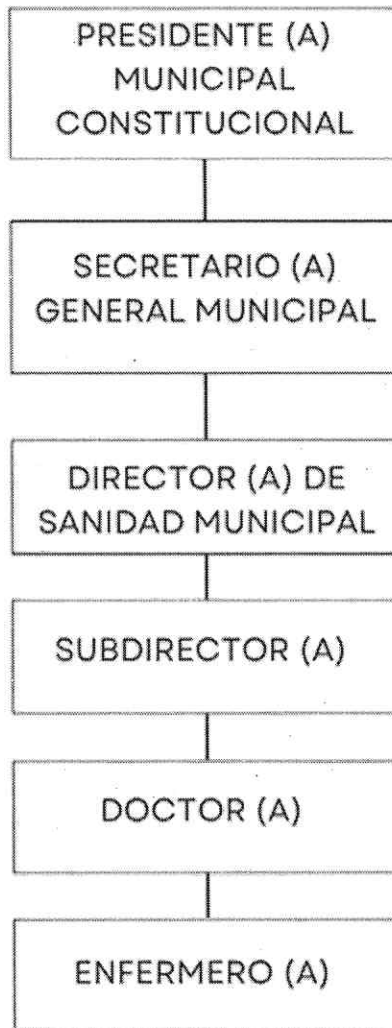 PRESIDENTE (A)
MUNICIPAL
CONSTITUCIONAL
SECRETARIO (A)
GENERAL MUNICIPAL
DIRECTOR (A) DE
SANIDAD MUNICIPAL
SUBDIRECTOR (A)
DOCTOR (A)
ENFERMERO (A)